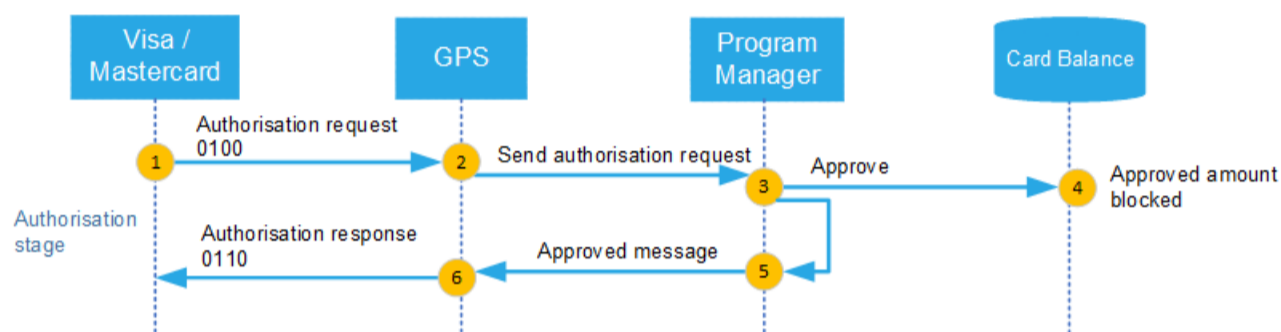 Visa /
Mastercard
GPS
Program
Manager
Card Balance
Authorisation request
0100
1
2
Send authorisation request
3
Approve
4
Approved amount
blocked
Authorisation
stage
Authorisation response
0110
6
Approved message
5